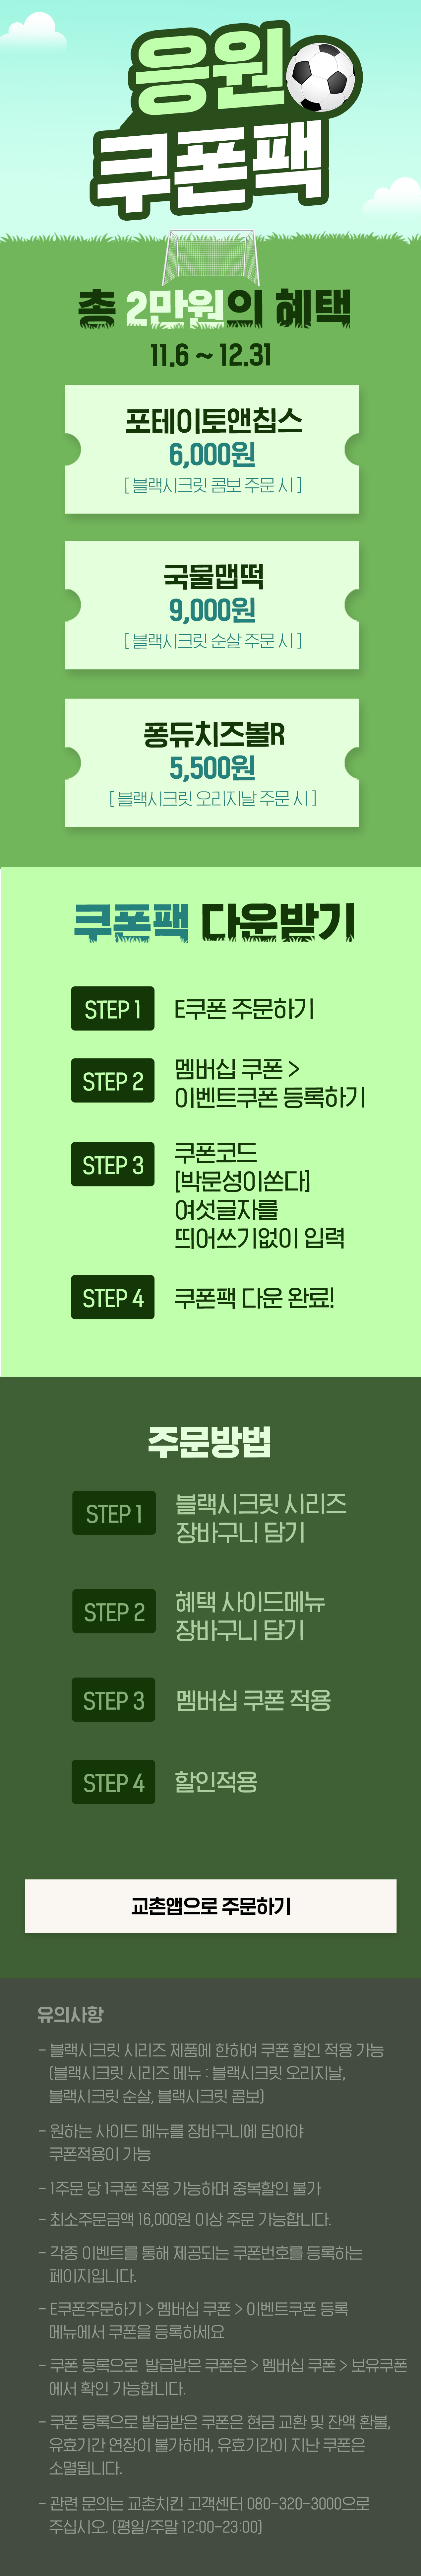 응원
쿠폰팩
총 2만원의 혜택
11.6 ~ 12.31
포테이토앤칩스
6,000원
[ 블랙시크릿 콤보 주문 시 ]
국물맵떡
9,000원
[ 블랙시크릿 순살 주문 시 ]
퐁듀치즈볼R
5,500원
[ 블랙시크릿 오리지날 주문 시 ]
쿠폰팩 다운받기
STEP 1 E쿠폰 주문하기
STEP 2 멤버십 쿠폰 >
이벤트쿠폰 등록하기
STEP 3 쿠폰코드
[박문성이쏜다]
여섯글자를
띄어쓰기없이 입력
STEP 4 쿠폰팩 다운 완료!
주문방법
STEP 1 블랙시크릿 시리즈
장바구니 담기
STEP 2 혜택 사이드메뉴
장바구니 담기
STEP 3 멤버십 쿠폰 적용
STEP 4 할인적용
교촌앱으로 주문하기
유의사항
- 블랙시크릿 시리즈 제품에 한하여 쿠폰 할인 적용 가능
(블랙시크릿 시리즈 메뉴 : 블랙시크릿 오리지날,
블랙시크릿 순살, 블랙시크릿 콤보)
- 원하는 사이드 메뉴를 장바구니에 담아야
쿠폰적용이 가능
- 1주문 당 1쿠폰 적용 가능하며 중복할인 불가
- 최소주문금액 16,000원 이상 주문 가능합니다.
- 각종 이벤트를 통해 제공되는 쿠폰번호를 등록하는
페이지입니다.
- E쿠폰주문하기 > 멤버십 쿠폰 > 이벤트쿠폰 등록
메뉴에서 쿠폰을 등록하세요
- 쿠폰 등록으로 발급받은 쿠폰은 > 멤버십 쿠폰 > 보유쿠폰
에서 확인 가능합니다.
- 쿠폰 등록으로 발급받은 쿠폰은 현금 교환 및 잔액 환불,
유효기간 연장이 불가하며, 유효기간이 지난 쿠폰은
소멸됩니다.
- 관련 문의는 교촌치킨 고객센터 080-320-3000으로
주십시오. (평일/주말 12:00-23:00)